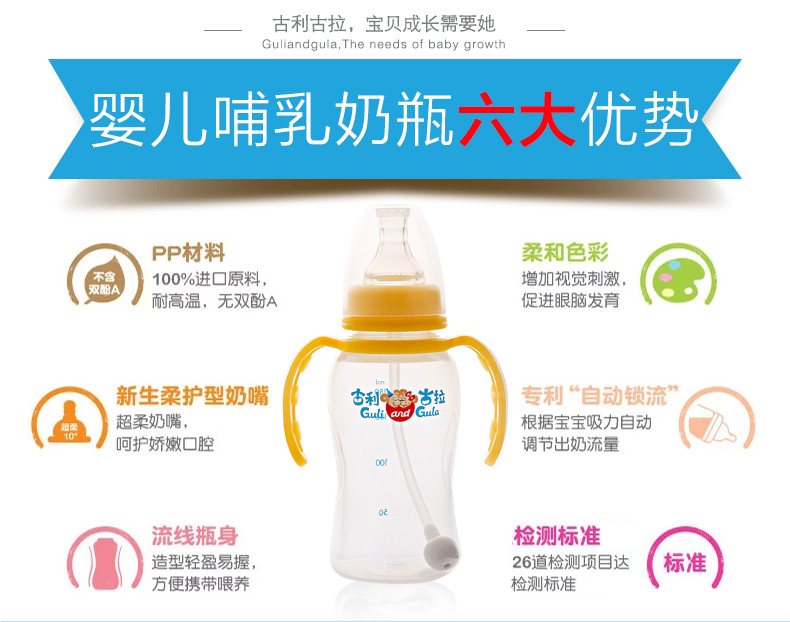 古利古拉，宝贝成长需要她
Guliandgula,The needs of baby growth
婴儿哺乳奶瓶六大优势
不含
双酚A
PP材料
100%进口原料，
耐高温，无双酚A
柔和色彩
增加视觉刺激，
促进眼脑发育
超柔
10°
新生柔护型奶嘴
超柔奶嘴，
呵护娇嫩口腔
专利“自动锁流”
根据宝宝吸力自动
调节出奶流量
古利 古拉
Guli and Gula
100
50
流线瓶身
造型轻盈易握，
方便携带喂养
检测标准
26道检测项目达
检测标准
标准